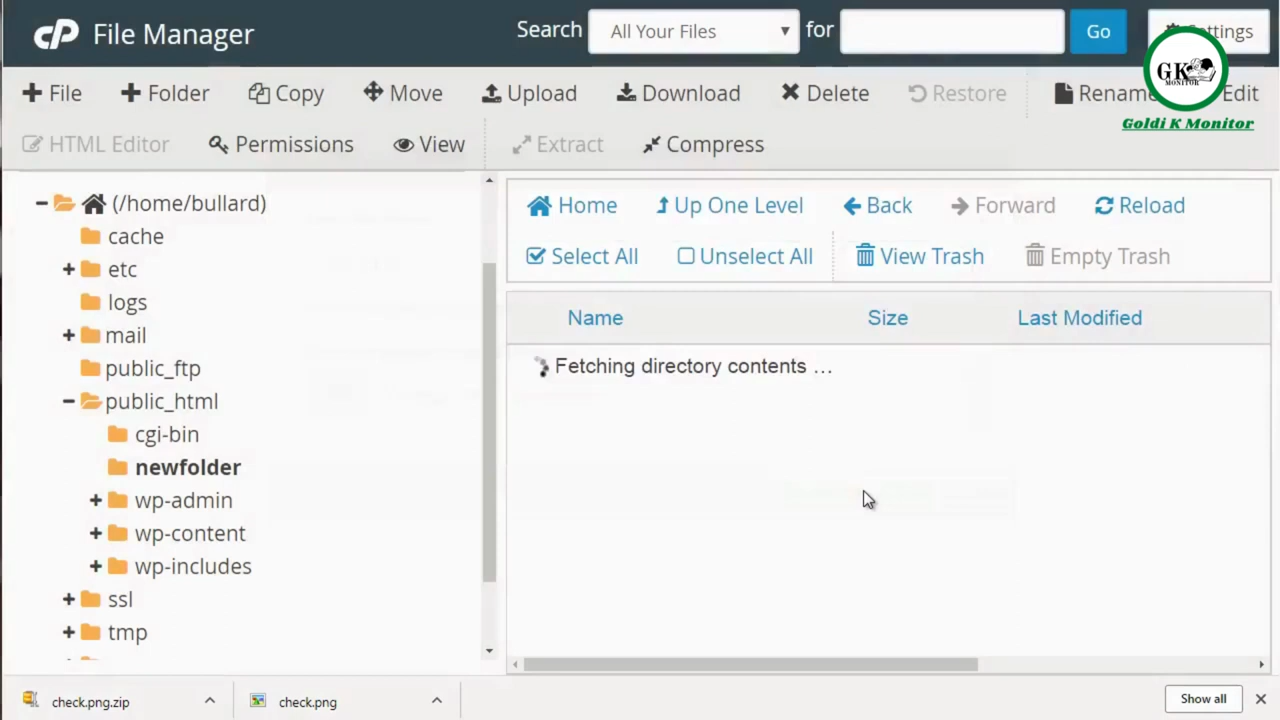 cP File Manager Search All Your Files for Go Settings
GK
MONITOR
Goldi K Monitor
File Folder Copy Move Upload Download Delete Restore Rename Edit
HTML Editor Permissions View Extract Compress
(/home/bullard)
cache
etc
logs
mail
public_ftp
public_html
cgi-bin
newfolder
wp-admin
wp-content
wp-includes
ssl
tmp
Home Up One Level Back Forward Reload
Select All Unselect All View Trash Empty Trash
Name Size Last Modified
Fetching directory contents ...
check.png.zip check.png Show all